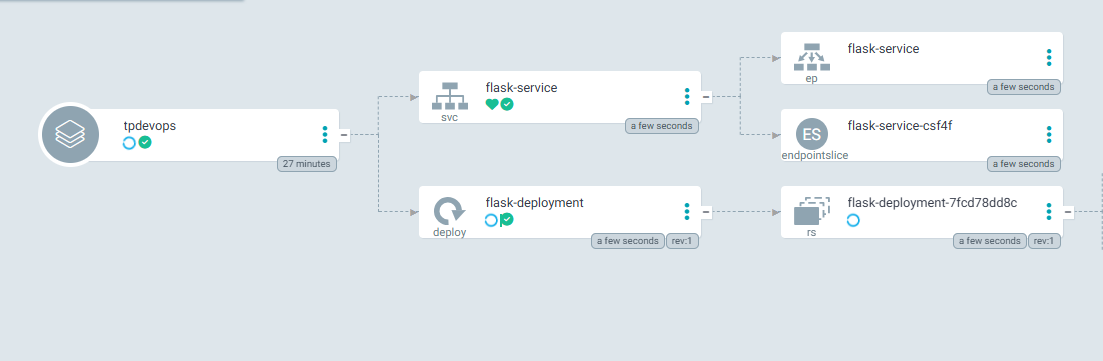 tpdevops
27 minutes
svc
flask-service
a few seconds
deploy
flask-deployment
a few seconds
rev:1
ep
flask-service
a few seconds
ES
endpointslice
flask-service-csf4f
a few seconds
rs
flask-deployment-7fcd78dd8c
a few seconds
rev:1